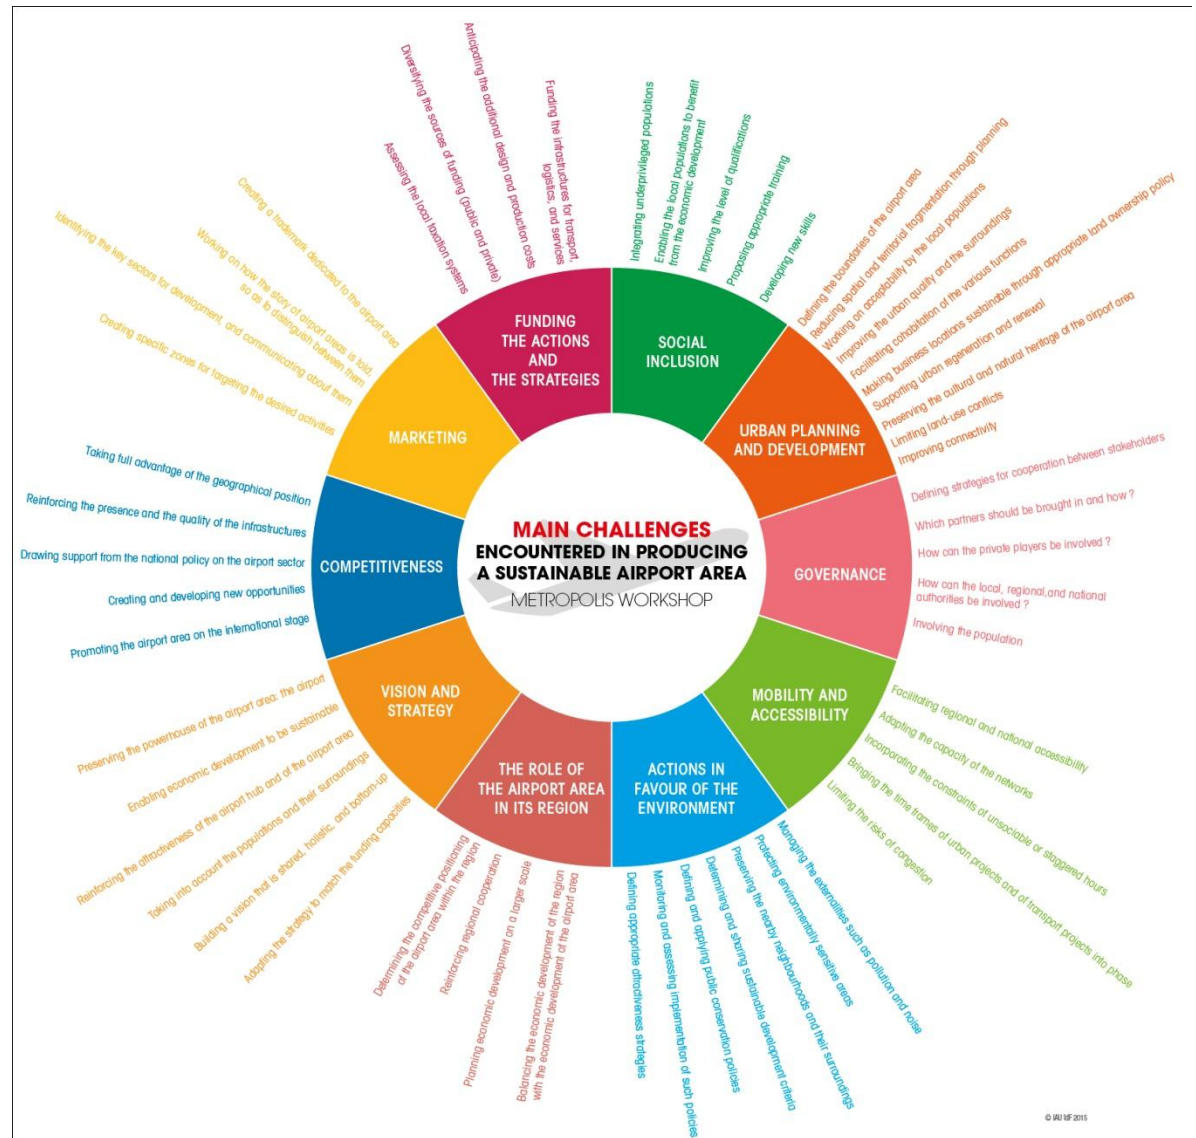 MAIN CHALLENGES
ENCOUNTERED IN PRODUCING
A SUSTAINABLE AIRPORT AREA
METROPOLIS WORKSHOP
SOCIAL
INCLUSION
Integrating underprivileged populations
Enabling the local populations to benefit
from the economic development
Improving the level of qualifications
Proposing appropriate training
Developing new skills
URBAN PLANNING
AND DEVELOPMENT
Defining the boundaries of the airport area
Reducing spatial and territorial fragmentation through planning
Working on acceptability by the local populations
Improving the urban quality and the surroundings
Facilitating cohabitation of the various functions
Making business locations sustainable through appropriate land ownership policy
Supporting urban regeneration and renewal
Preserving the cultural and natural heritage of the airport area
Limiting land-use conflicts
Improving connectivity
GOVERNANCE
Defining strategies for cooperation between stakeholders
Which partners should be brought in and how ?
How can the private players be involved ?
How can the local, regional,and national
authorities be involved ?
Involving the population
MOBILITY AND
ACCESSIBILITY
Facilitating regional and national accessibility
Adapting the capacity of the networks
Incorporating the constraints of unsociable or staggered hours
Bringing the time frames of urban projects and of transport projects into phase
Limiting the risks of congestion
ACTIONS IN
FAVOUR OF THE
ENVIRONMENT
Managing the externalities such as pollution and noise
Protecting environmentally sensitive areas
Preserving the nearby neighbourhoods and their surroundings
Determining and sharing sustainable development criteria
Defining and applying public conservation policies
Monitoring and assessing implementation of such policies
Defining appropriate attractiveness strategies
THE ROLE OF
THE AIRPORT AREA
IN ITS REGION
Balancing the economic development of the region
with the economic development of the airport area
Planning economic development on a larger scale
Reinforcing regional cooperation
Determining the competitive positioning
of the airport area within the region
VISION AND
STRATEGY
Adapting the strategy to match the funding capacities
Building a vision that is shared, holistic, and bottom-up
Taking into account the populations and their surroundings
Reinforcing the attractiveness of the airport hub and of the airport area
Enabling economic development to be sustainable
Preserving the powerhouse of the airport area: the airport
COMPETITIVENESS
Promoting the airport area on the international stage
Creating and developing new opportunities
Drawing support from the national policy on the airport sector
Reinforcing the presence and the quality of the infrastructures
Taking full advantage of the geographical position
MARKETING
Creating specific zones for targeting the desired activities
Identifying the key sectors for development, and communicating about them
Working on how the story of airport areas is told,
so as to distinguish between them
Creating a trademark dedicated to the airport area
FUNDING
THE ACTIONS
AND
THE STRATEGIES
Assessing the local taxation systems
Diversifying the sources of funding (public and private)
Anticipating the additional design and production costs
Funding the infrastructures for transport,
logistics, and services
© IAU îdF 2015